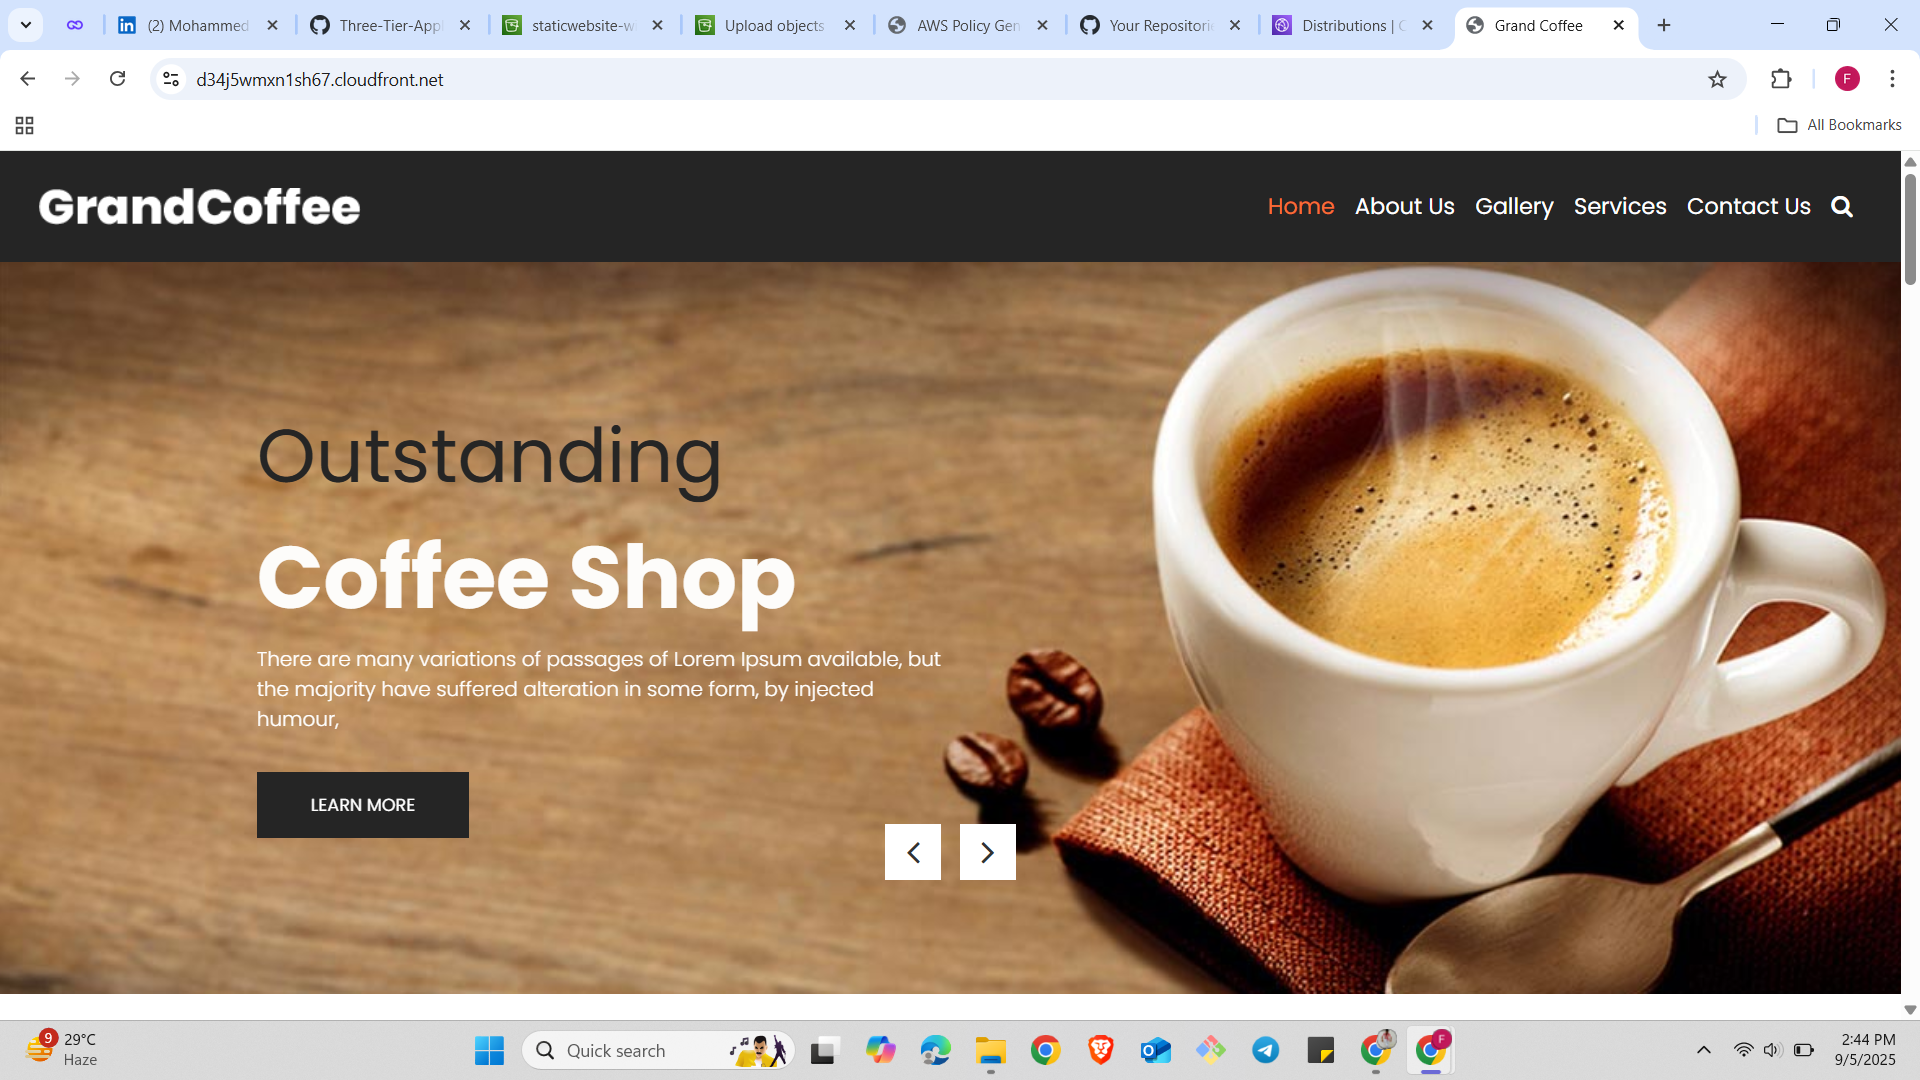 (2) Mohammed
Three-Tier-Appl
staticwebsite-w
Upload objects
AWS Policy Gen
Your Repositorie
Distributions | C
Grand Coffee
d34j5wmxn1sh67.cloudfront.net
F
All Bookmarks
GrandCoffee
Home About Us Gallery Services Contact Us
Outstanding
Coffee Shop
There are many variations of passages of Lorem Ipsum available, but
the majority have suffered alteration in some form, by injected
humour,
LEARN MORE
9
29°C
Haze
Quick search
F
2:44 PM
9/5/2025